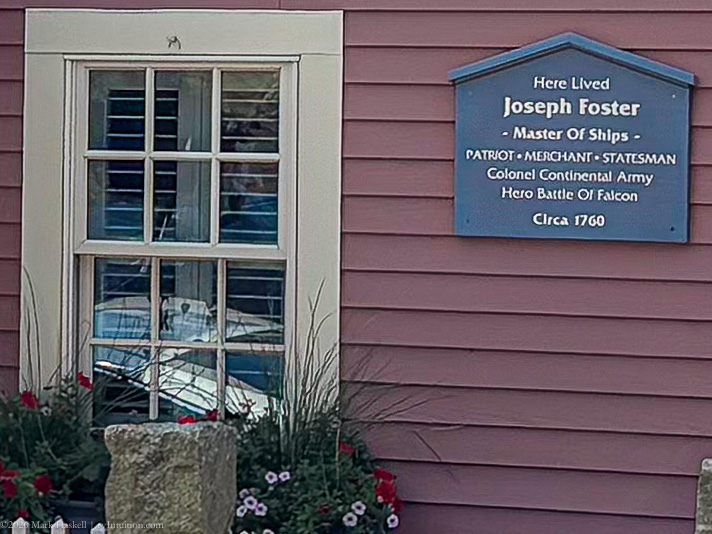 Here Lived
Joseph Foster
- Master Of Ships -
PATRIOT • MERCHANT • STATESMAN
Colonel Continental Army
Hero Battle Of Falcon
Circa 1760